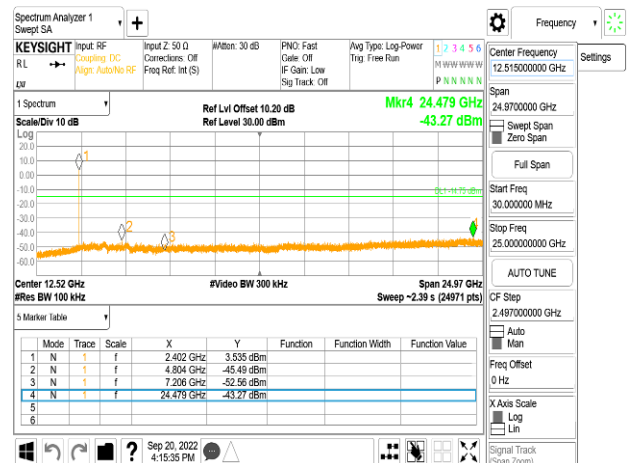 Spectrum Analyzer 1
Swept SA
Frequency
KEYSIGHT
RL
Input: RF
Coupling: DC
Align: Auto/No RF
Input Z: 50 Ω
Corrections: Off
Freq Ref: Int (S)
#Atten: 30 dB
PNO: Fast
Gate: Off
IF Gain: Low
Sig Track: Off
Avg Type: Log-Power
Trig: Free Run
1 2 3 4 5 6
M W W W W W
P N N N N N
LXI
1 Spectrum
Scale/Div 10 dB
Ref Lvl Offset 10.20 dB
Ref Level 30.00 dBm
Mkr4 24.479 GHz
-43.27 dBm
Log
20.0
10.0
0.00
-10.0
-20.0
-30.0
-40.0
-50.0
-60.0
1
2
3
4
Center 12.52 GHz
#Res BW 100 kHz
#Video BW 300 kHz
Span 24.97 GHz
Sweep ~2.39 s (24971 pts)
5 Marker Table
Mode Trace Scale X Y Function Function Width Function Value
1 N 1 f 2.402 GHz 3.535 dBm
2 N 1 f 4.804 GHz -45.49 dBm
3 N 1 f 7.206 GHz -52.56 dBm
4 N 1 f 24.479 GHz -43.27 dBm
5
6
?
Sep 20, 2022
4:15:35 PM
Center Frequency
12.515000000 GHz
Settings
Span
24.9700000 GHz
Swept Span
Zero Span
Full Span
Start Freq
30.000000 MHz
Stop Freq
25.000000000 GHz
AUTO TUNE
CF Step
2.497000000 GHz
Auto
Man
Freq Offset
0 Hz
X Axis Scale
Log
Lin
Signal Track
(Span Zoom)